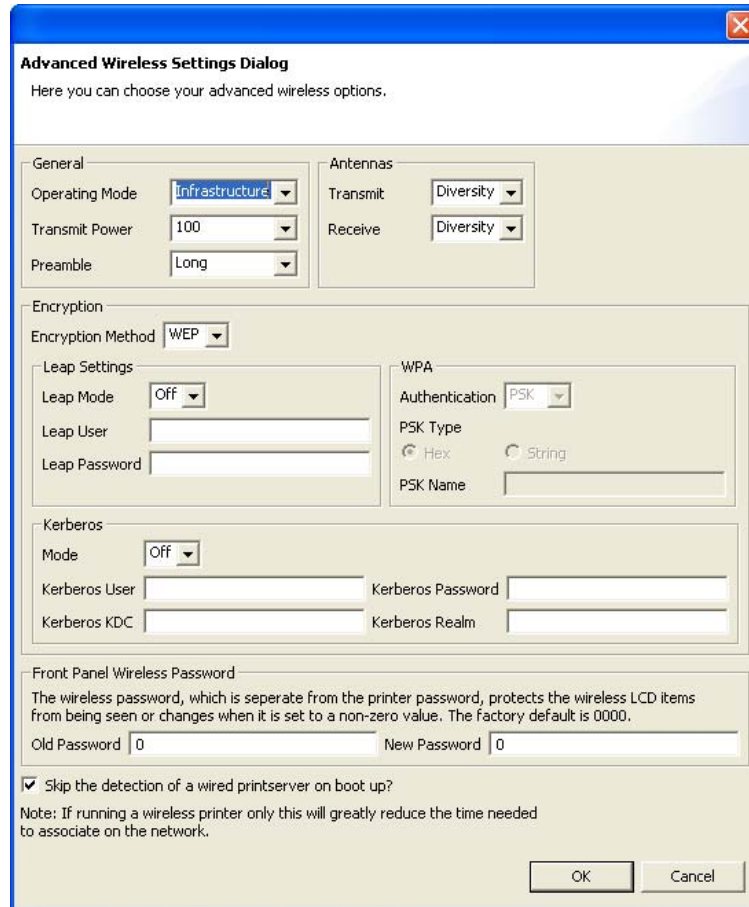 Advanced Wireless Settings Dialog
Here you can choose your advanced wireless options.
General
Operating Mode Infrastructure
Transmit Power 100
Preamble Long
Antennas
Transmit Diversity
Receive Diversity
Encryption
Encryption Method WEP
Leap Settings
Leap Mode Off
Leap User
Leap Password
WPA
Authentication PSK
PSK Type
Hex String
PSK Name
Kerberos
Mode Off
Kerberos User Kerberos Password
Kerberos KDC Kerberos Realm
Front Panel Wireless Password
The wireless password, which is seperate from the printer password, protects the wireless LCD items
from being seen or changes when it is set to a non-zero value. The factory default is 0000.
Old Password 0 New Password 0
Skip the detection of a wired printserver on boot up?
Note: If running a wireless printer only this will greatly reduce the time needed
to associate on the network.
OK Cancel